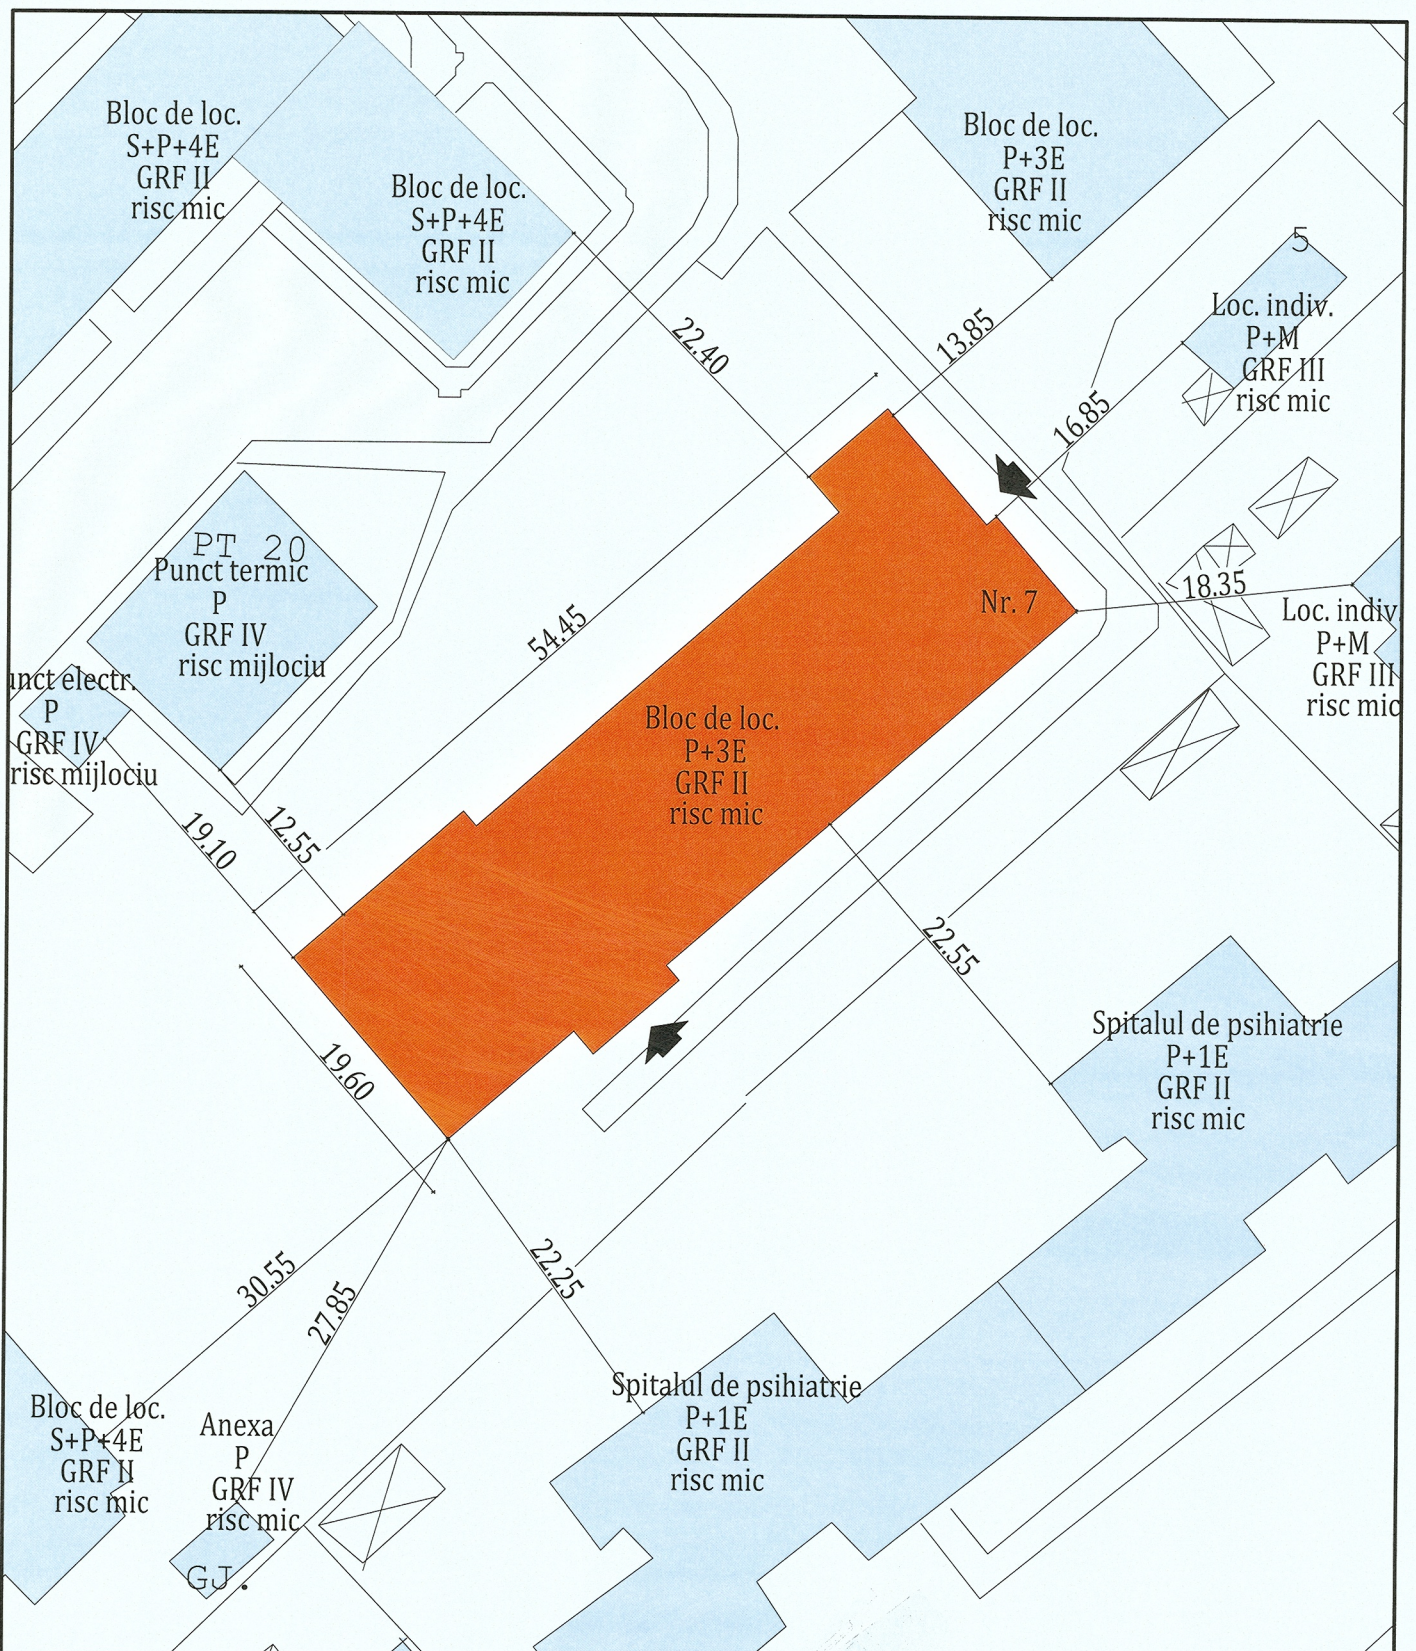 Bloc de loc.
S+P+4E
GRF II
risc mic
Bloc de loc.
S+P+4E
GRF II
risc mic
Bloc de loc.
P+3E
GRF II
risc mic
5
Loc. indiv.
P+M
GRF III
risc mic
22.40
13.85
16.85
PT 20
Punct termic
P
GRF IV
risc mijlociu
54.45
Nr. 7
18.35
Loc. indiv.
P+M
GRF III
risc mic
unct electr.
P
GRF IV
risc mijlociu
Bloc de loc.
P+3E
GRF II
risc mic
19.10
12.55
22.55
19.60
Spitalul de psihiatrie
P+1E
GRF II
risc mic
30.55
27.85
22.25
Spitalul de psihiatrie
P+1E
GRF II
risc mic
Bloc de loc.
S+P+4E
GRF II
risc mic
Anexa
P
GRF IV
risc mic
GJ.